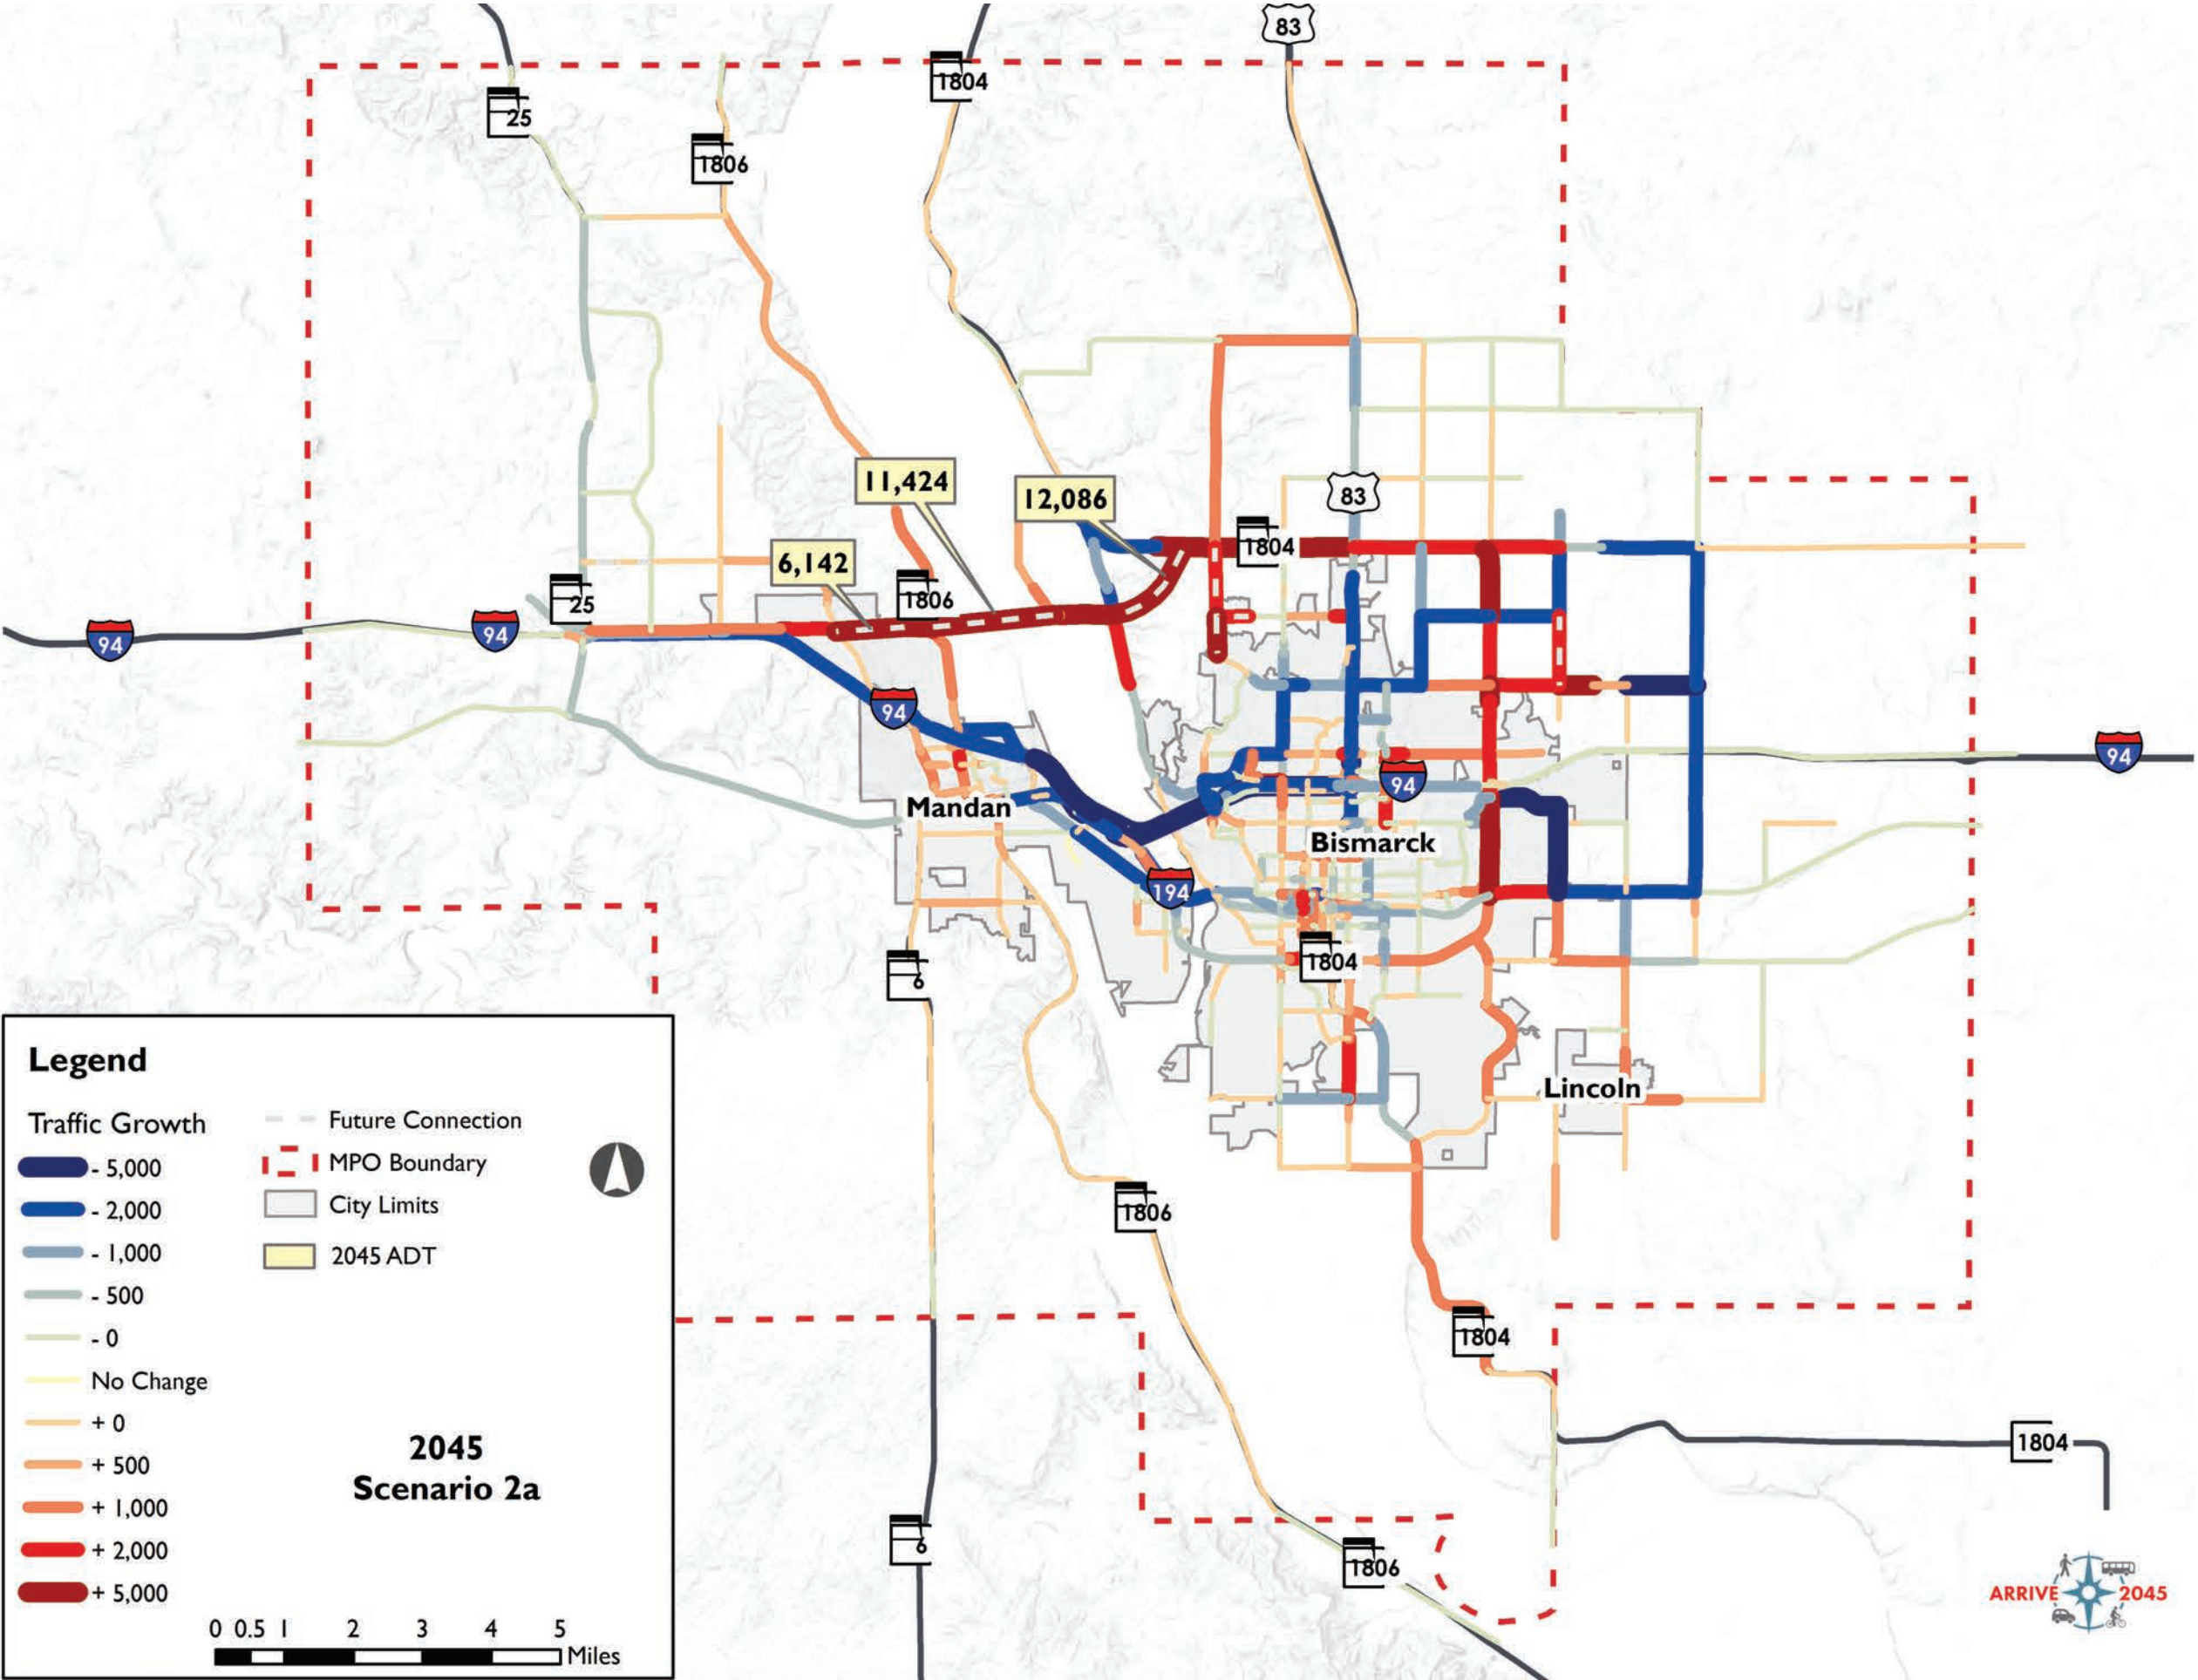 83
1804
25
1806
83
11,424
12,086
1804
6,142
1806
25
94
94
94
94
94
Mandan
Bismarck
194
1804
6
Lincoln
1806
1804
1804
6
1806
Legend
Traffic Growth
- 5,000
- 2,000
- 1,000
- 500
- 0
No Change
+ 0
+ 500
+ 1,000
+ 2,000
+ 5,000
Future Connection
MPO Boundary
City Limits
2045 ADT
2045
Scenario 2a
0 0.5 1 2 3 4 5
Miles
ARRIVE 2045